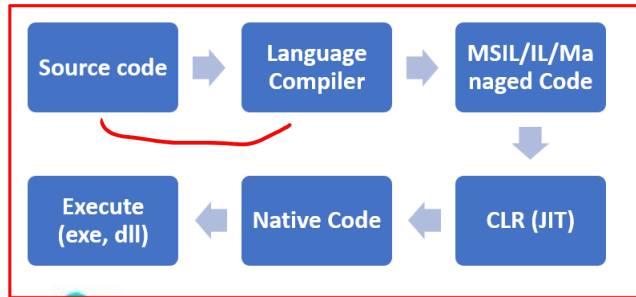 Source code
Language
Compiler
MSIL/IL/Ma
naged Code
Execute
(exe, dll)
Native Code
CLR (JIT)